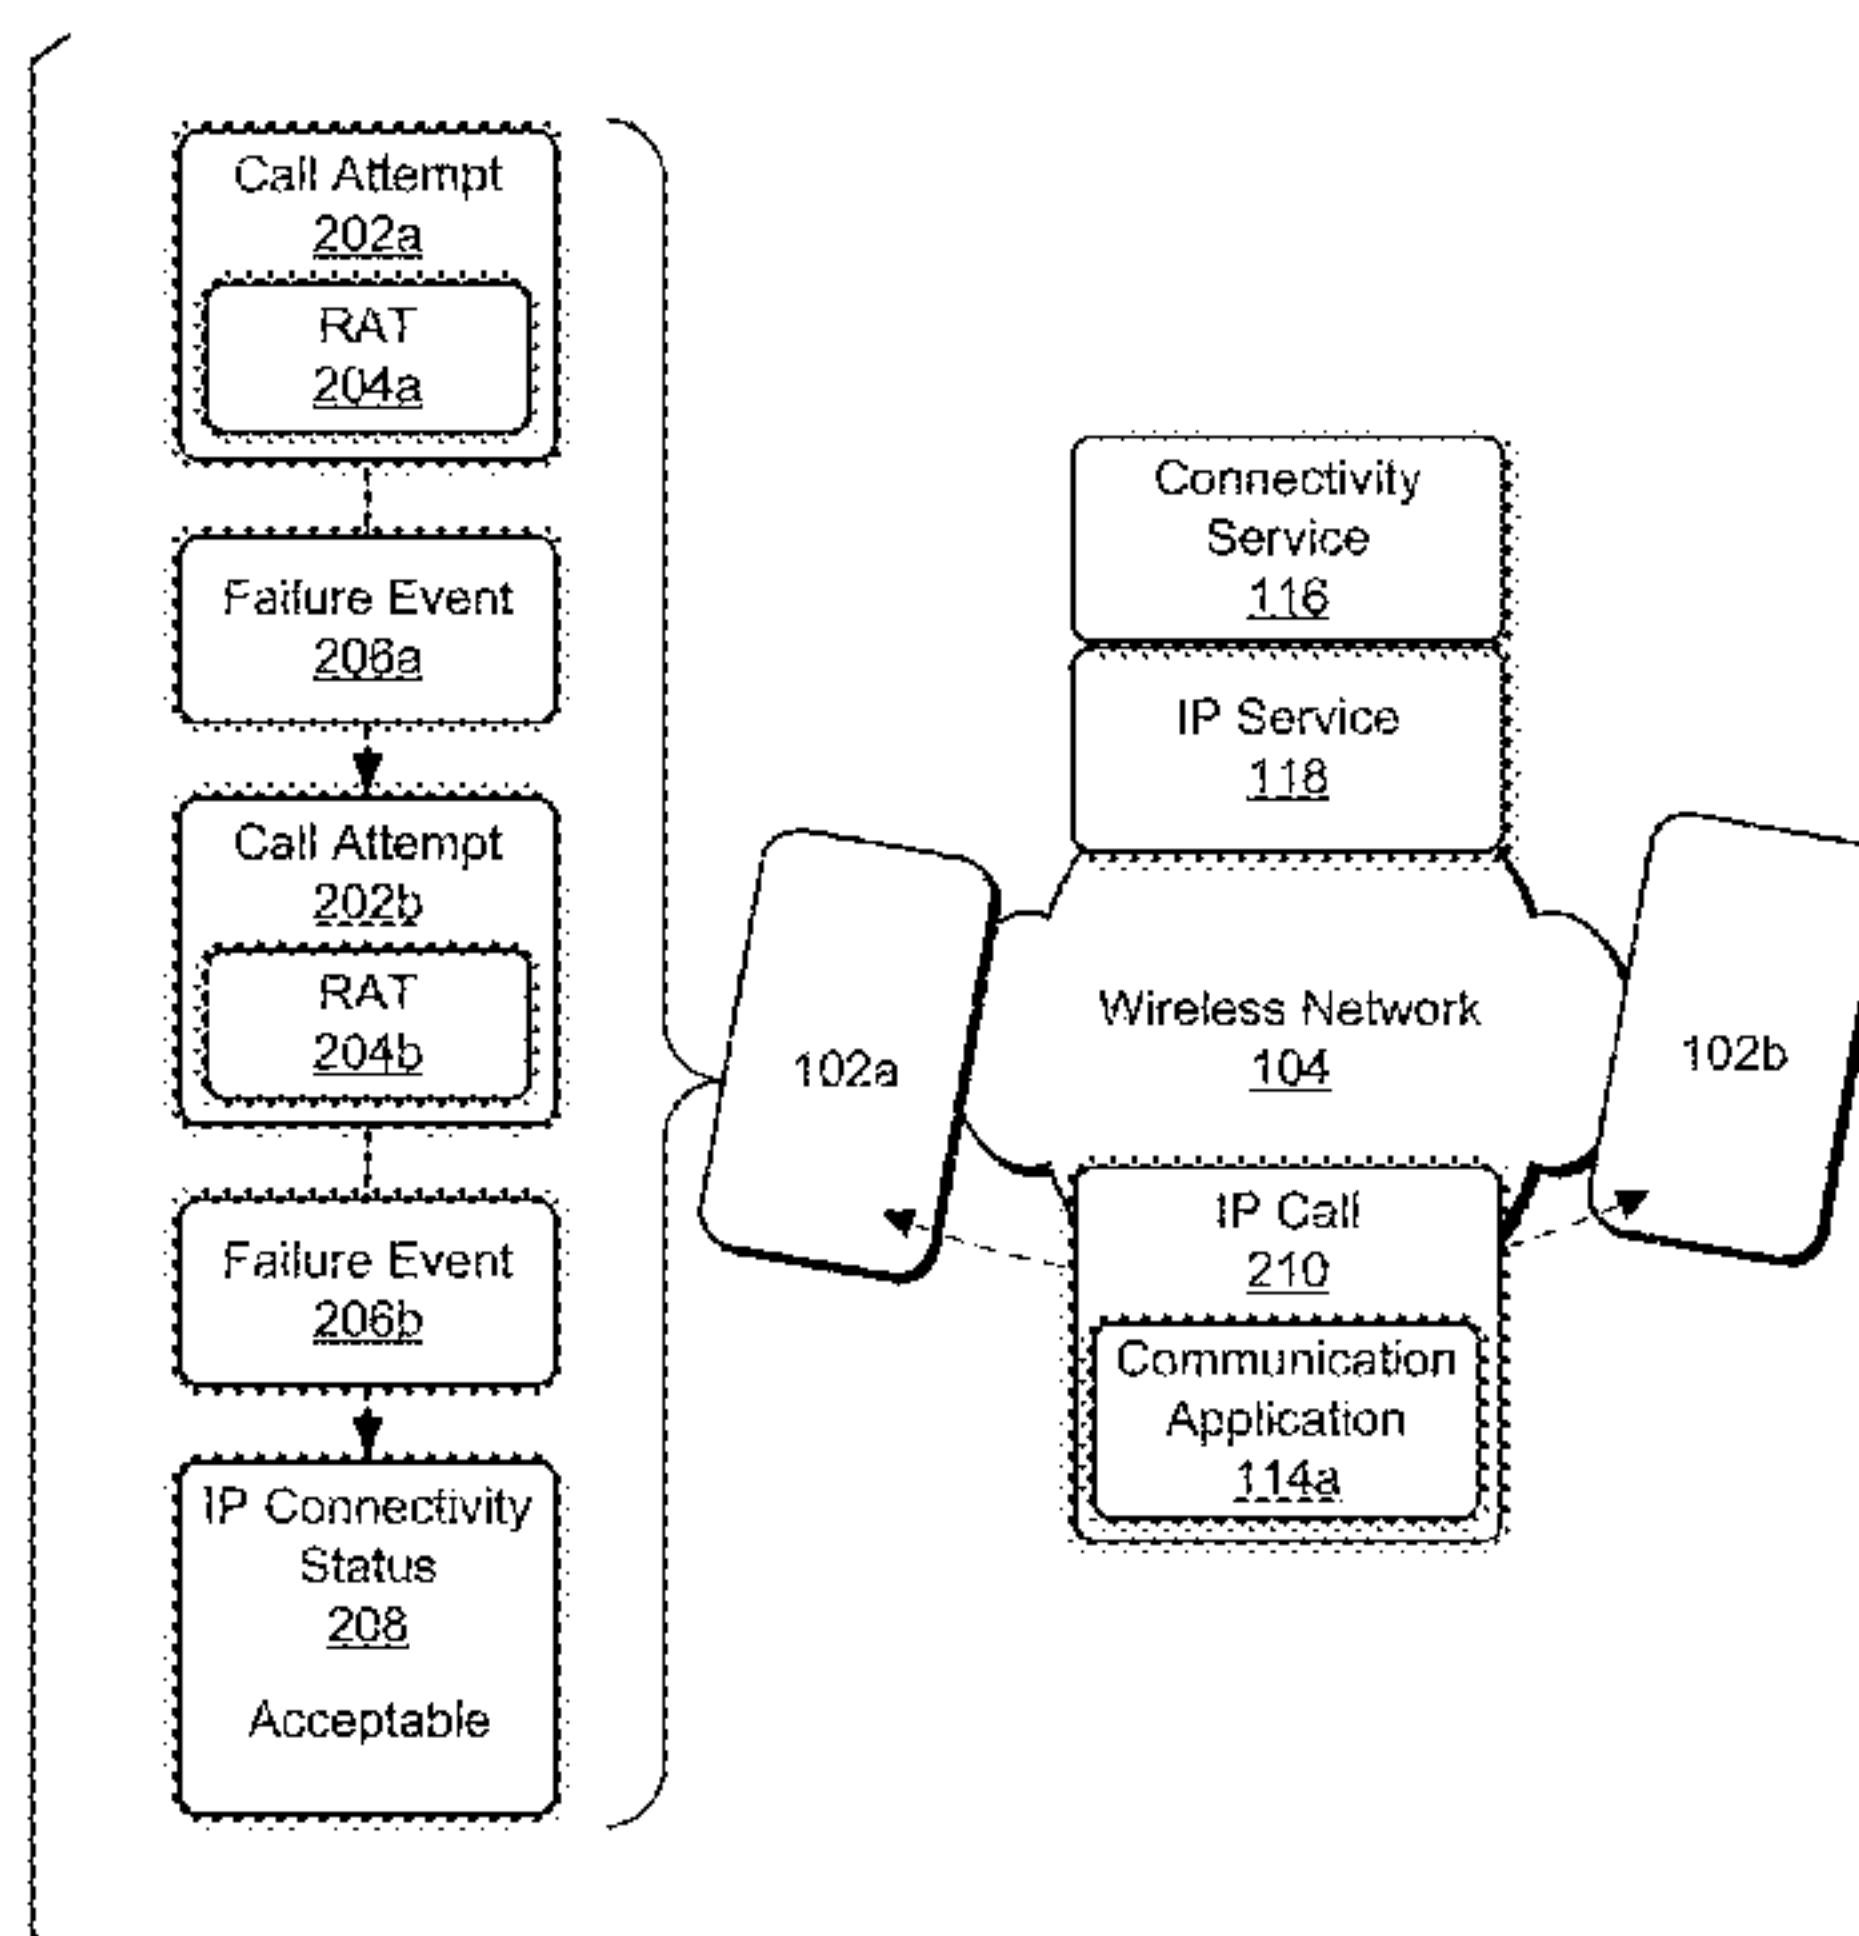 Call Attempt
202a
RAT
204a
Failure Event
206a
Call Attempt
202b
RAT
204b
Failure Event
206b
IP Connectivity
Status
208
Acceptable
Connectivity
Service
116
IP Service
118
102a
Wireless Network
104
102b
IP Call
210
Communication
Application
114a